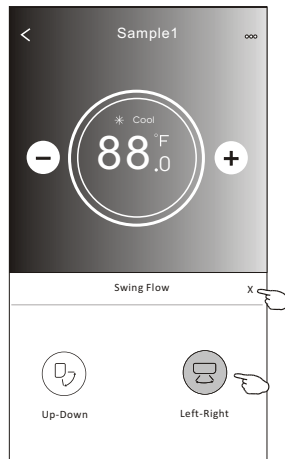 Sample1
Cool
88.0 °F
Swing Flow X
Up-Down Left-Right